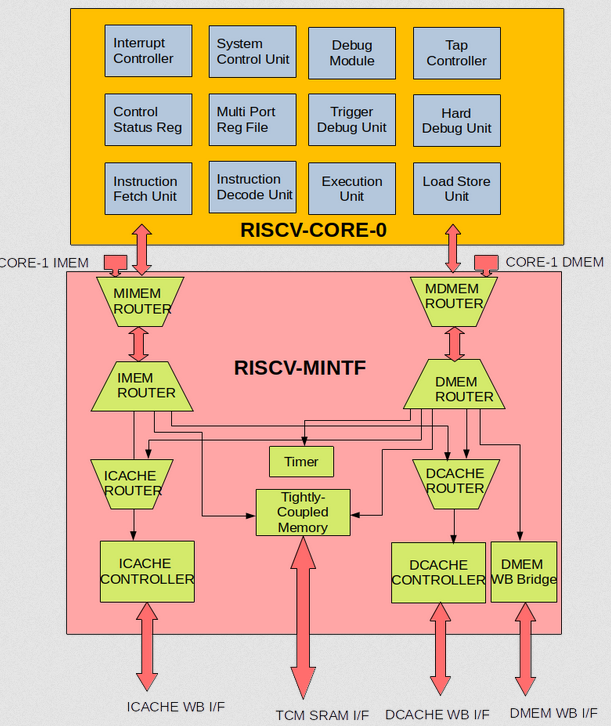 Interrupt
Controller
System
Control Unit
Debug
Module
Tap
Controller
Control
Status Reg
Multi Port
Reg File
Trigger
Debug Unit
Hard
Debug Unit
Instruction
Fetch Unit
Instruction
Decode Unit
Execution
Unit
Load Store
Unit
RISCV-CORE-0
CORE-1 IMEM
CORE-1 DMEM
MIMEM
ROUTER
MDMEM
ROUTER
RISCV-MINTF
IMEM
ROUTER
DMEM
ROUTER
ICACHE
ROUTER
Timer
DCACHE
ROUTER
Tightly-
Coupled
Memory
ICACHE
CONTROLLER
DCACHE
CONTROLLER
DMEM
WB Bridge
ICACHE WB I/F
TCM SRAM I/F
DCACHE WB I/F
DMEM WB I/F